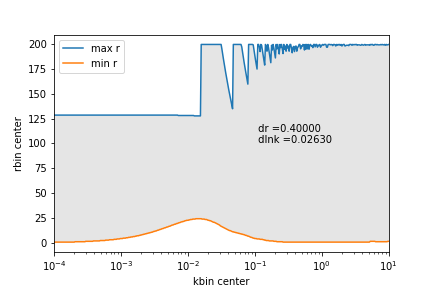 200
175
150
125
100
75
50
25
0
rbin center
max r
min r
dr =0.40000
dlnk =0.02630
10⁻⁴
10⁻³
10⁻²
10⁻¹
10⁰
10¹
kbin center